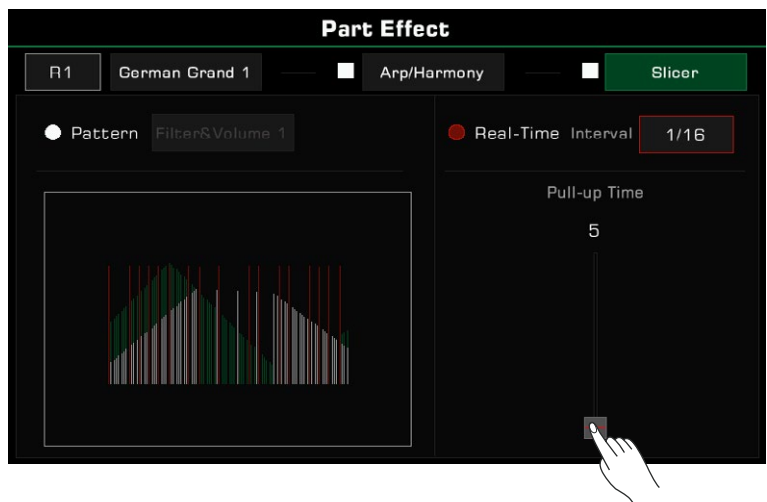 Part Effect
R1 German Grand 1 Arp/Harmony Slicer
Pattern Filter&Volume 1 Real-Time Interval 1/16
Pull-up Time
5